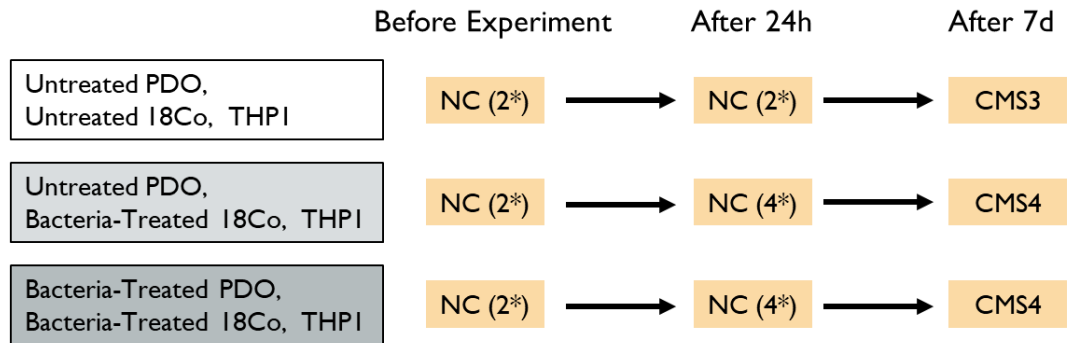 Before Experiment After 24h After 7d
Untreated PDO,
Untreated 18Co, THP1
NC (2*) NC (2*) CMS3
Untreated PDO,
Bacteria-Treated 18Co, THP1
NC (2*) NC (4*) CMS4
Bacteria-Treated PDO,
Bacteria-Treated 18Co, THP1
NC (2*) NC (4*) CMS4